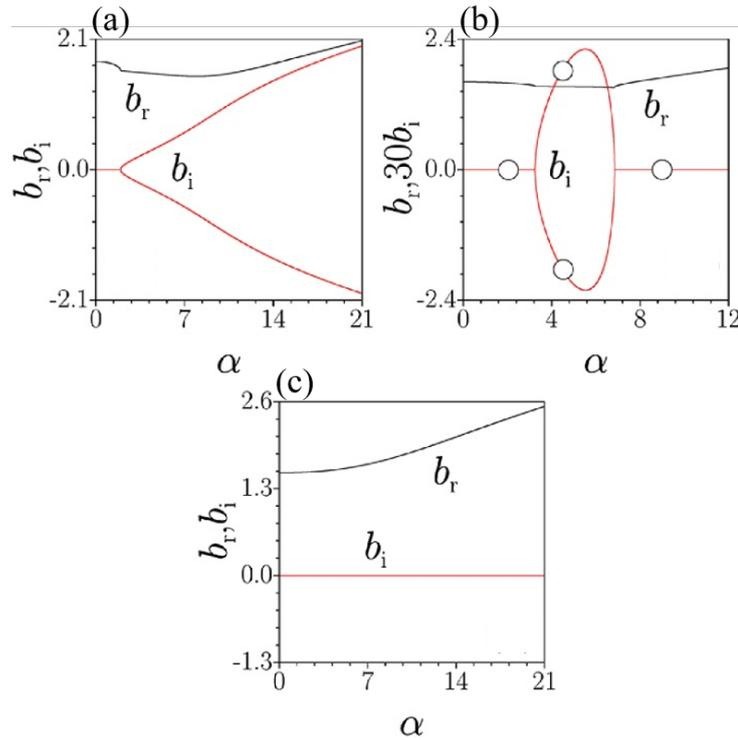 (a)
2.1
0.0
-2.1
0
7
14
21
b_r,b_i
b_r
b_i
α
(b)
2.4
0.0
-2.4
0
4
8
12
b_r,30b_i
b_i
b_r
α
(c)
2.6
1.3
0.0
-1.3
0
7
14
21
b_r,b_i
b_r
b_i
α